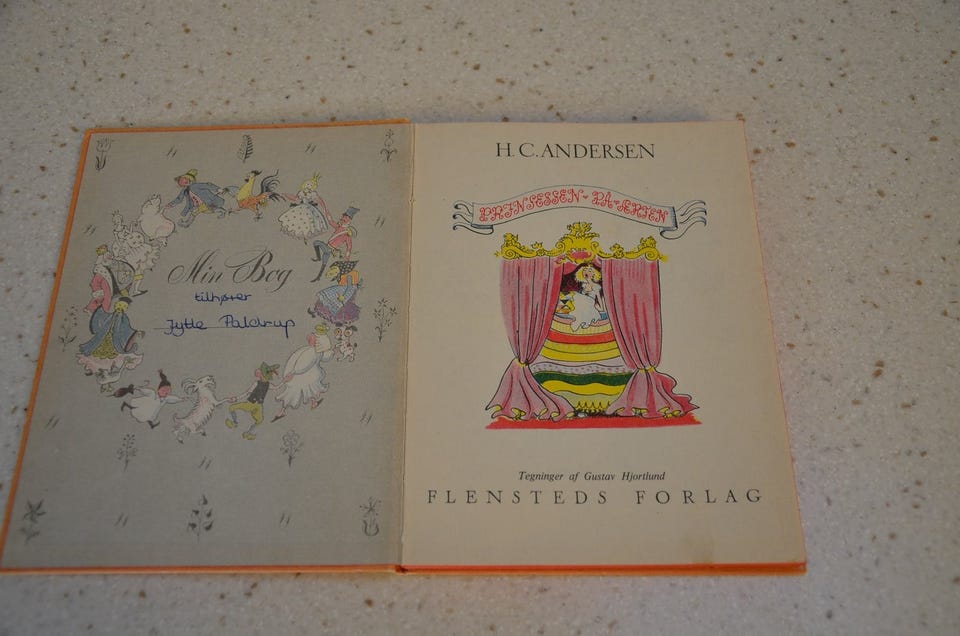 Min Bog
tilhører
Jytte Paldrup
H. C. ANDERSEN
PRINSESSEN - PÅ - ÆRTEN
Tegninger af Gustav Hjortlund
FLENSTEDS FORLAG